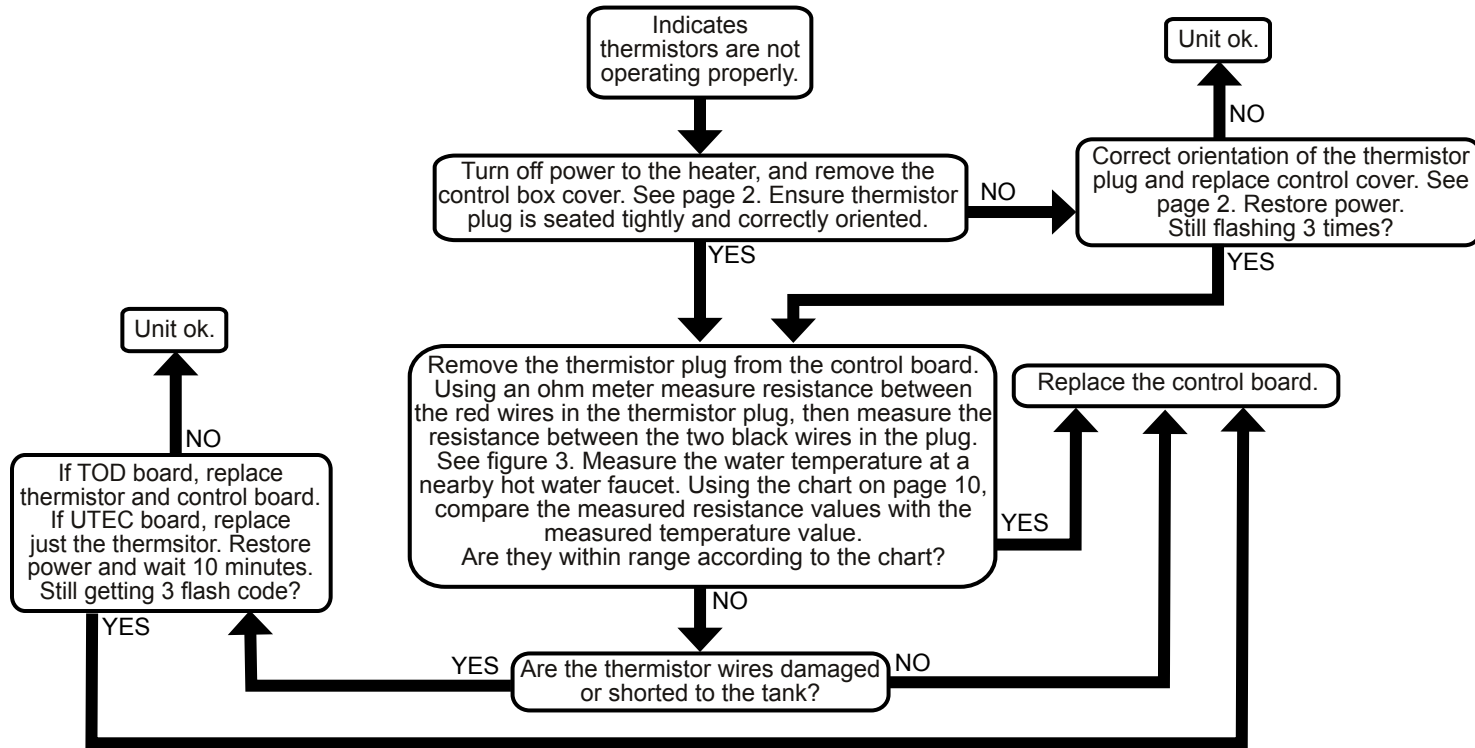 Indicates
thermistors are not
operating properly.
Unit ok.
NO
Turn off power to the heater, and remove the
control box cover. See page 2. Ensure thermistor
plug is seated tightly and correctly oriented.
NO
Correct orientation of the thermistor
plug and replace control cover. See
page 2. Restore power.
Still flashing 3 times?
YES
YES
Unit ok.
Remove the thermistor plug from the control board.
Using an ohm meter measure resistance between
the red wires in the thermistor plug, then measure the
resistance between the two black wires in the plug.
See figure 3. Measure the water temperature at a
nearby hot water faucet. Using the chart on page 10,
compare the measured resistance values with the
measured temperature value.
Are they within range according to the chart?
YES
Replace the control board.
NO
If TOD board, replace
thermistor and control board.
If UTEC board, replace
just the thermsitor. Restore
power and wait 10 minutes.
Still getting 3 flash code?
NO
YES
YES
Are the thermistor wires damaged
or shorted to the tank?
NO